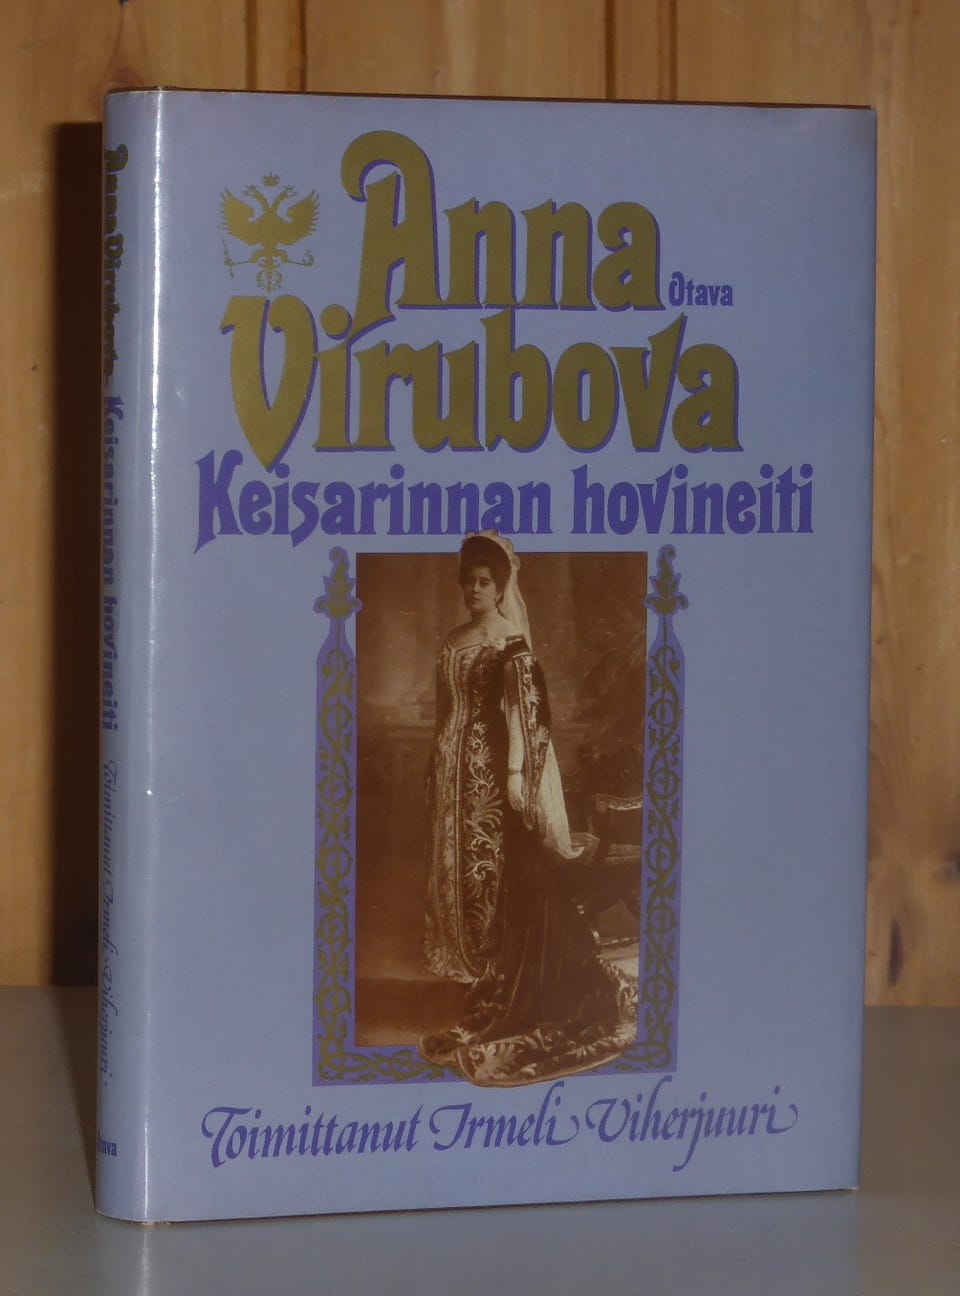 Anna
Otava
Virubova
Keisarinnan hovineiti
Toimittanut Irmeli Viherjuuri
Anna Virubova - Keisarinnan hovineiti Toimittanut Irmeli Viherjuuri
Otava